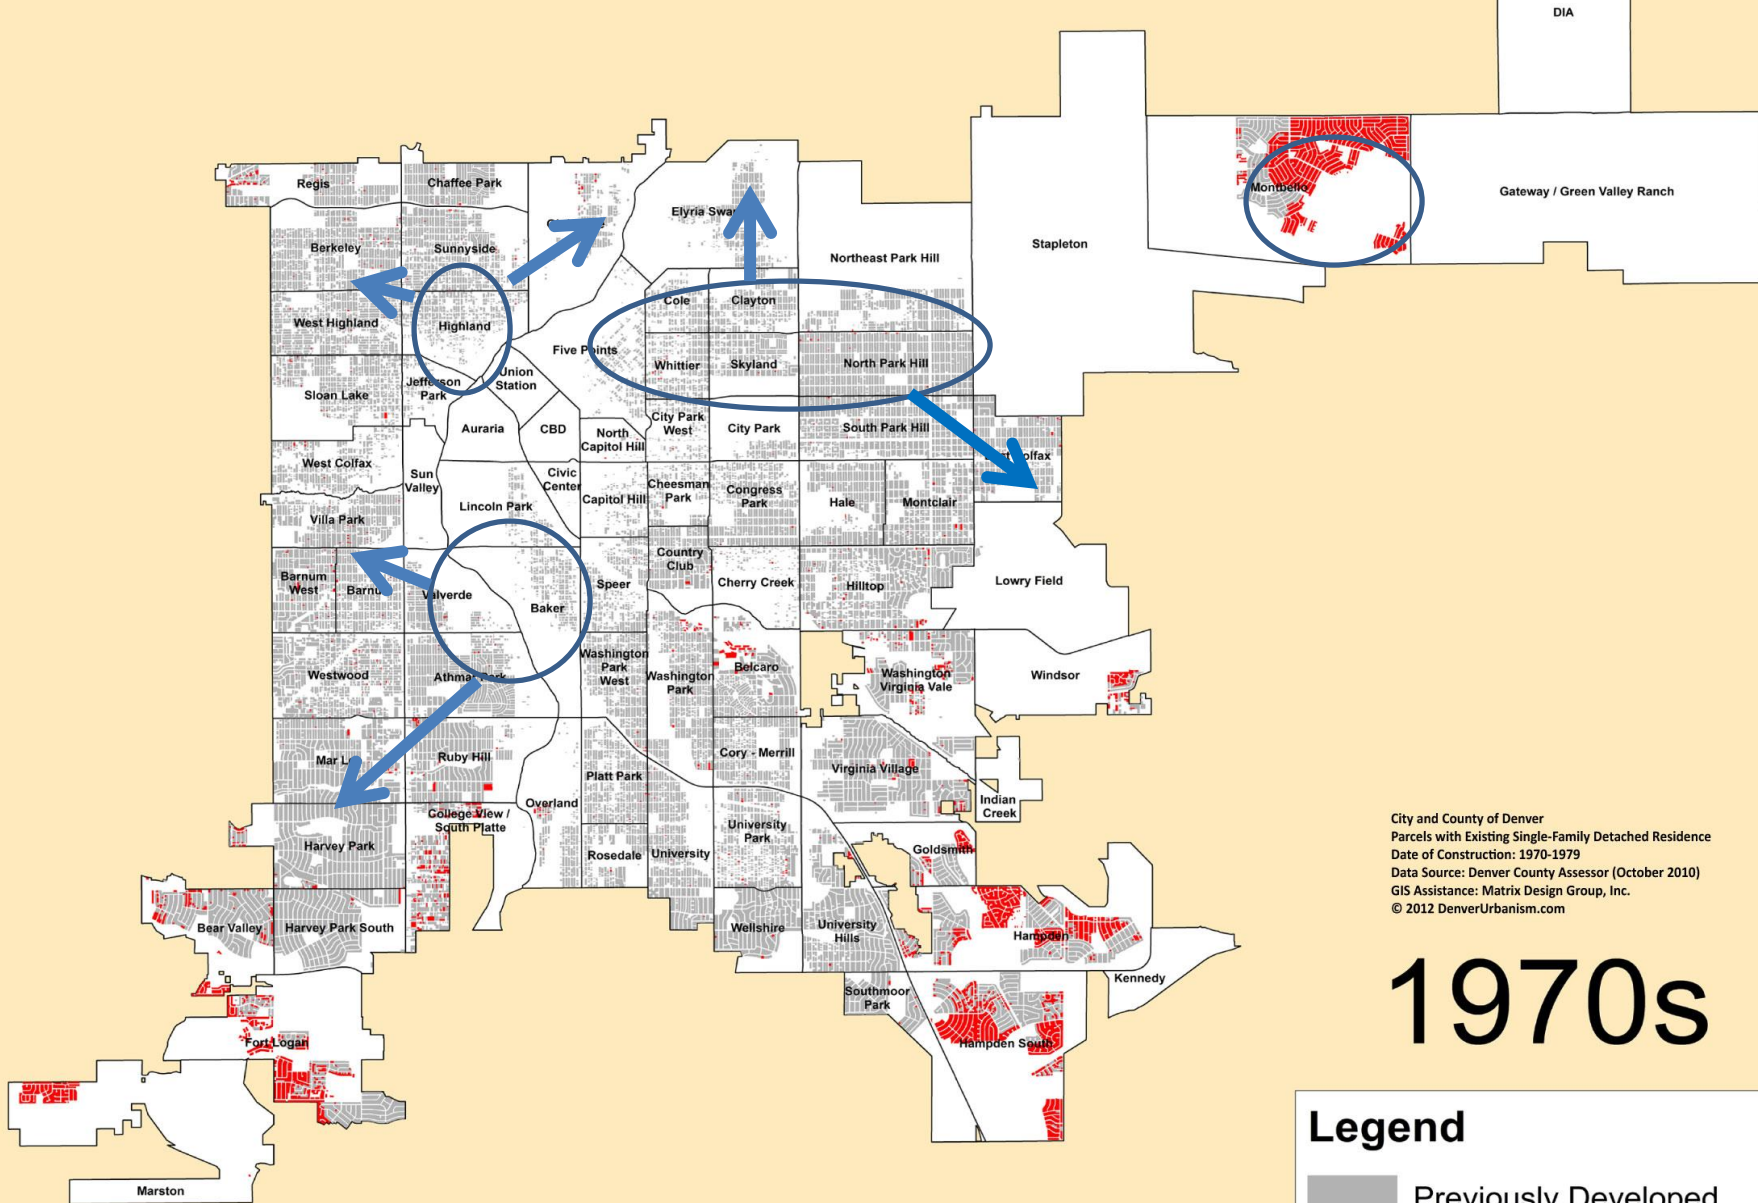 DIA
Regis
Chaffee Park
Montbello
Gateway / Green Valley Ranch
Elyria Swan
Berkeley
Sunnyside
Stapleton
Northeast Park Hill
Cole
Clayton
West Highland
Highland
Five Points
Whittier
Skyland
North Park Hill
Union
Station
Jefferson
Park
Sloan Lake
City Park
West
City Park
South Park Hill
Auraria
CBD
North
Capitol Hill
West Colfax
East Colfax
Sun
Valley
Civic
Center
Lincoln Park
Capitol Hill
Cheesman
Park
Congress
Park
Hale
Montclair
Villa Park
Country
Club
Barnum
West
Barnu
Valverde
Baker
Speer
Cherry Creek
Hilltop
Lowry Field
Westwood
Athmar Park
Washington
Park
West
Washington
Park
Belcaro
Washington
Virginia Vale
Windsor
Mar L
Ruby Hill
Platt Park
Cory - Merrill
Virginia Village
Indian
Creek
Overland
College View /
South Platte
University
Park
Harvey Park
Rosedale
University
Goldsmith
City and County of Denver
Parcels with Existing Single-Family Detached Residence
Date of Construction: 1970-1979
Data Source: Denver County Assessor (October 2010)
GIS Assistance: Matrix Design Group, Inc.
© 2012 DenverUrbanism.com
Bear Valley
Harvey Park South
Wellshire
University
Hills
Hampden
Kennedy
Southmoor
Park
1970s
Fort Logan
Hampden South
Legend
Previously Developed
Marston